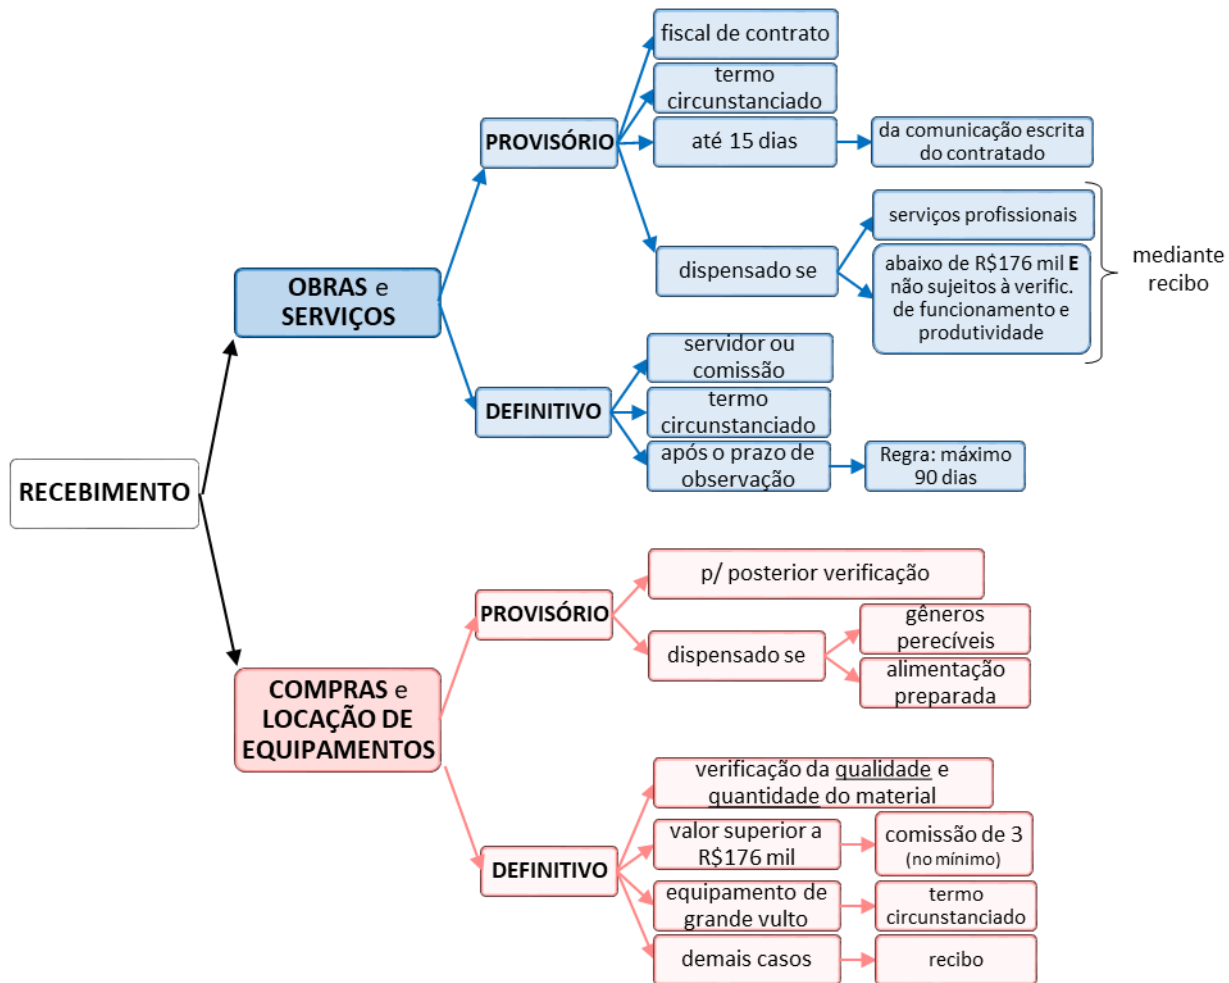 fiscal de contrato
termo
circunstanciado
PROVISÓRIO
até 15 dias
da comunicação escrita
do contratado
serviços profissionais
dispensado se
abaixo de R$176 mil E
não sujeitos à verific.
de funcionamento e
produtividade
mediante
recibo
OBRAS e
SERVIÇOS
servidor ou
comissão
DEFINITIVO
termo
circunstanciado
após o prazo de
observação
Regra: máximo
90 dias
RECEBIMENTO
p/ posterior verificação
PROVISÓRIO
dispensado se
gêneros
perecíveis
alimentação
preparada
COMPRAS e
LOCAÇÃO DE
EQUIPAMENTOS
verificação da qualidade e
quantidade do material
valor superior a
R$176 mil
comissão de 3
(no mínimo)
DEFINITIVO
equipamento de
grande vulto
termo
circunstanciado
demais casos
recibo